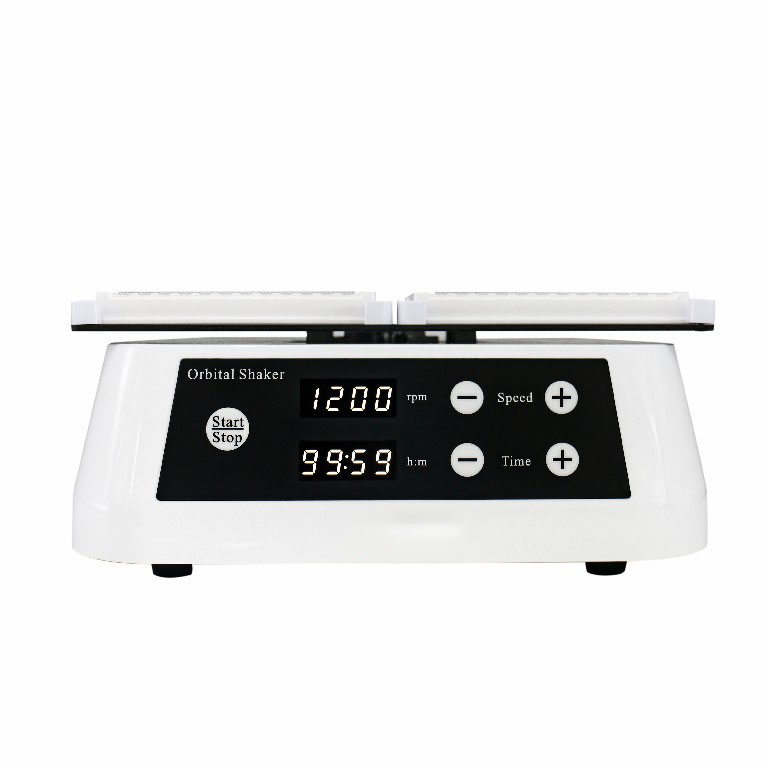 Orbital Shaker
1200 rpm − Speed +
Start
Stop
99:59 h:m − Time +